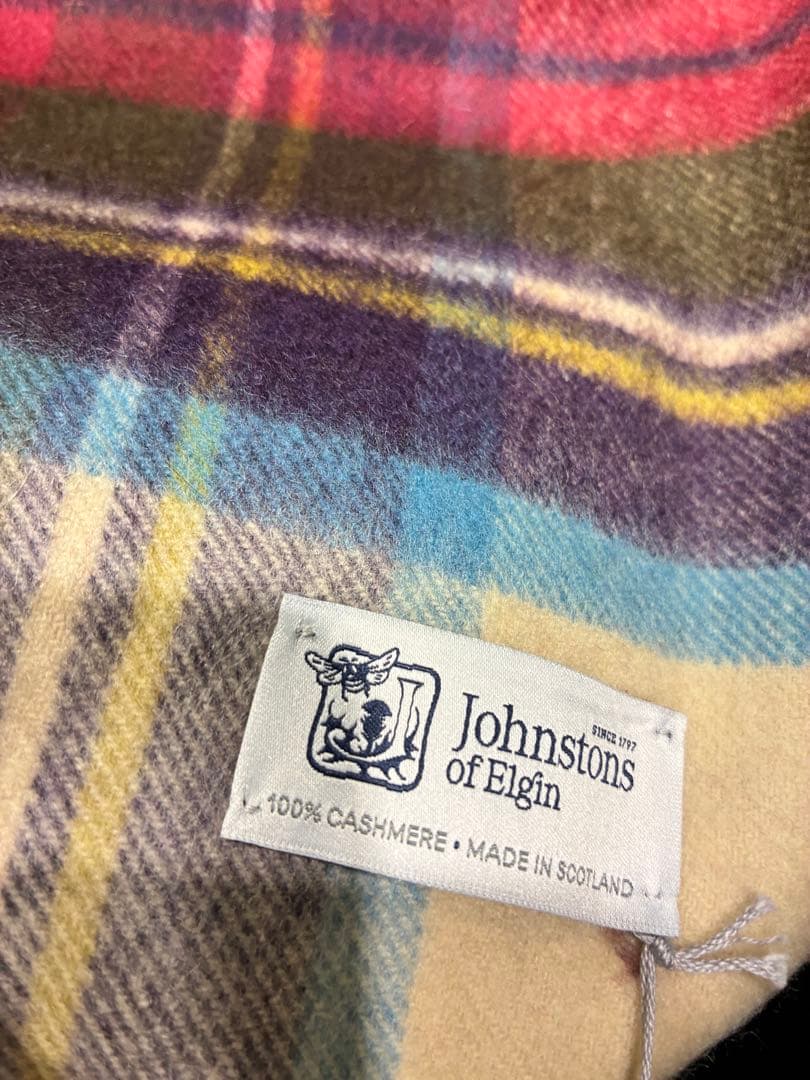 Johnstons
SINCE 1797
of Elgin
100% CASHMERE • MADE IN SCOTLAND